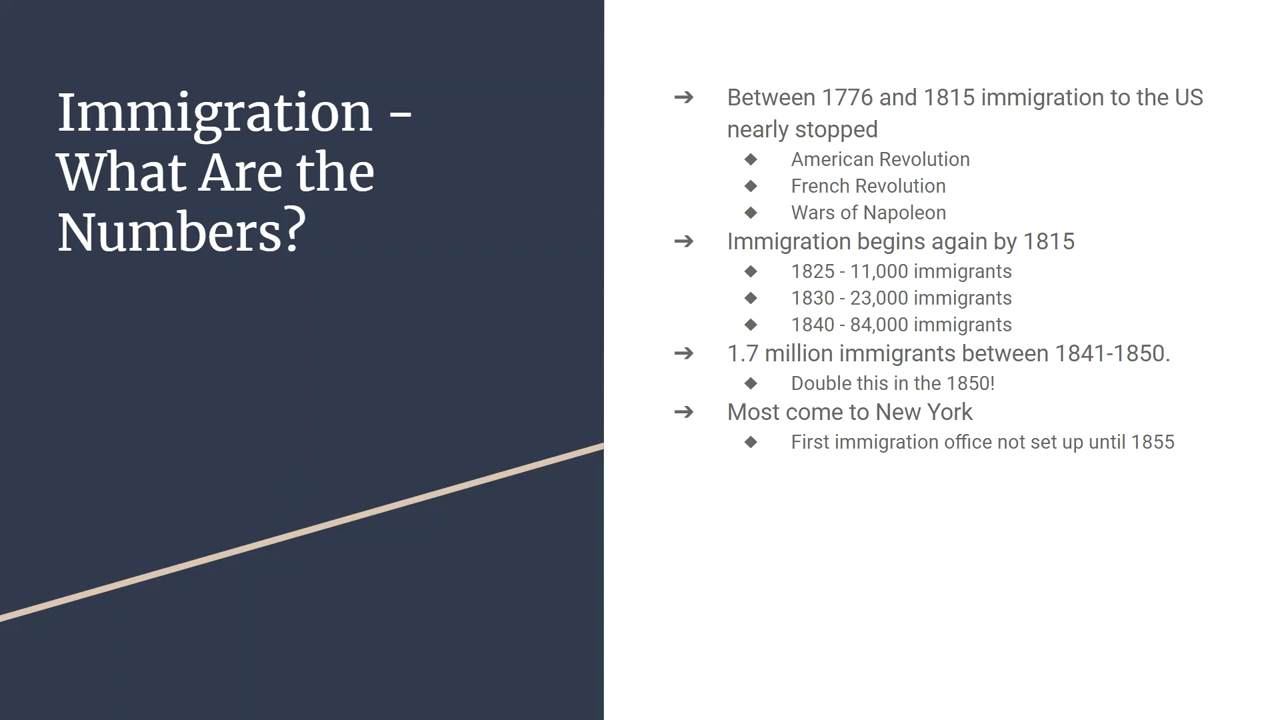 Immigration -
What Are the
Numbers?
➔ Between 1776 and 1815 immigration to the US
nearly stopped
◆ American Revolution
◆ French Revolution
◆ Wars of Napoleon
➔ Immigration begins again by 1815
◆ 1825 - 11,000 immigrants
◆ 1830 - 23,000 immigrants
◆ 1840 - 84,000 immigrants
➔ 1.7 million immigrants between 1841-1850.
◆ Double this in the 1850!
➔ Most come to New York
◆ First immigration office not set up until 1855